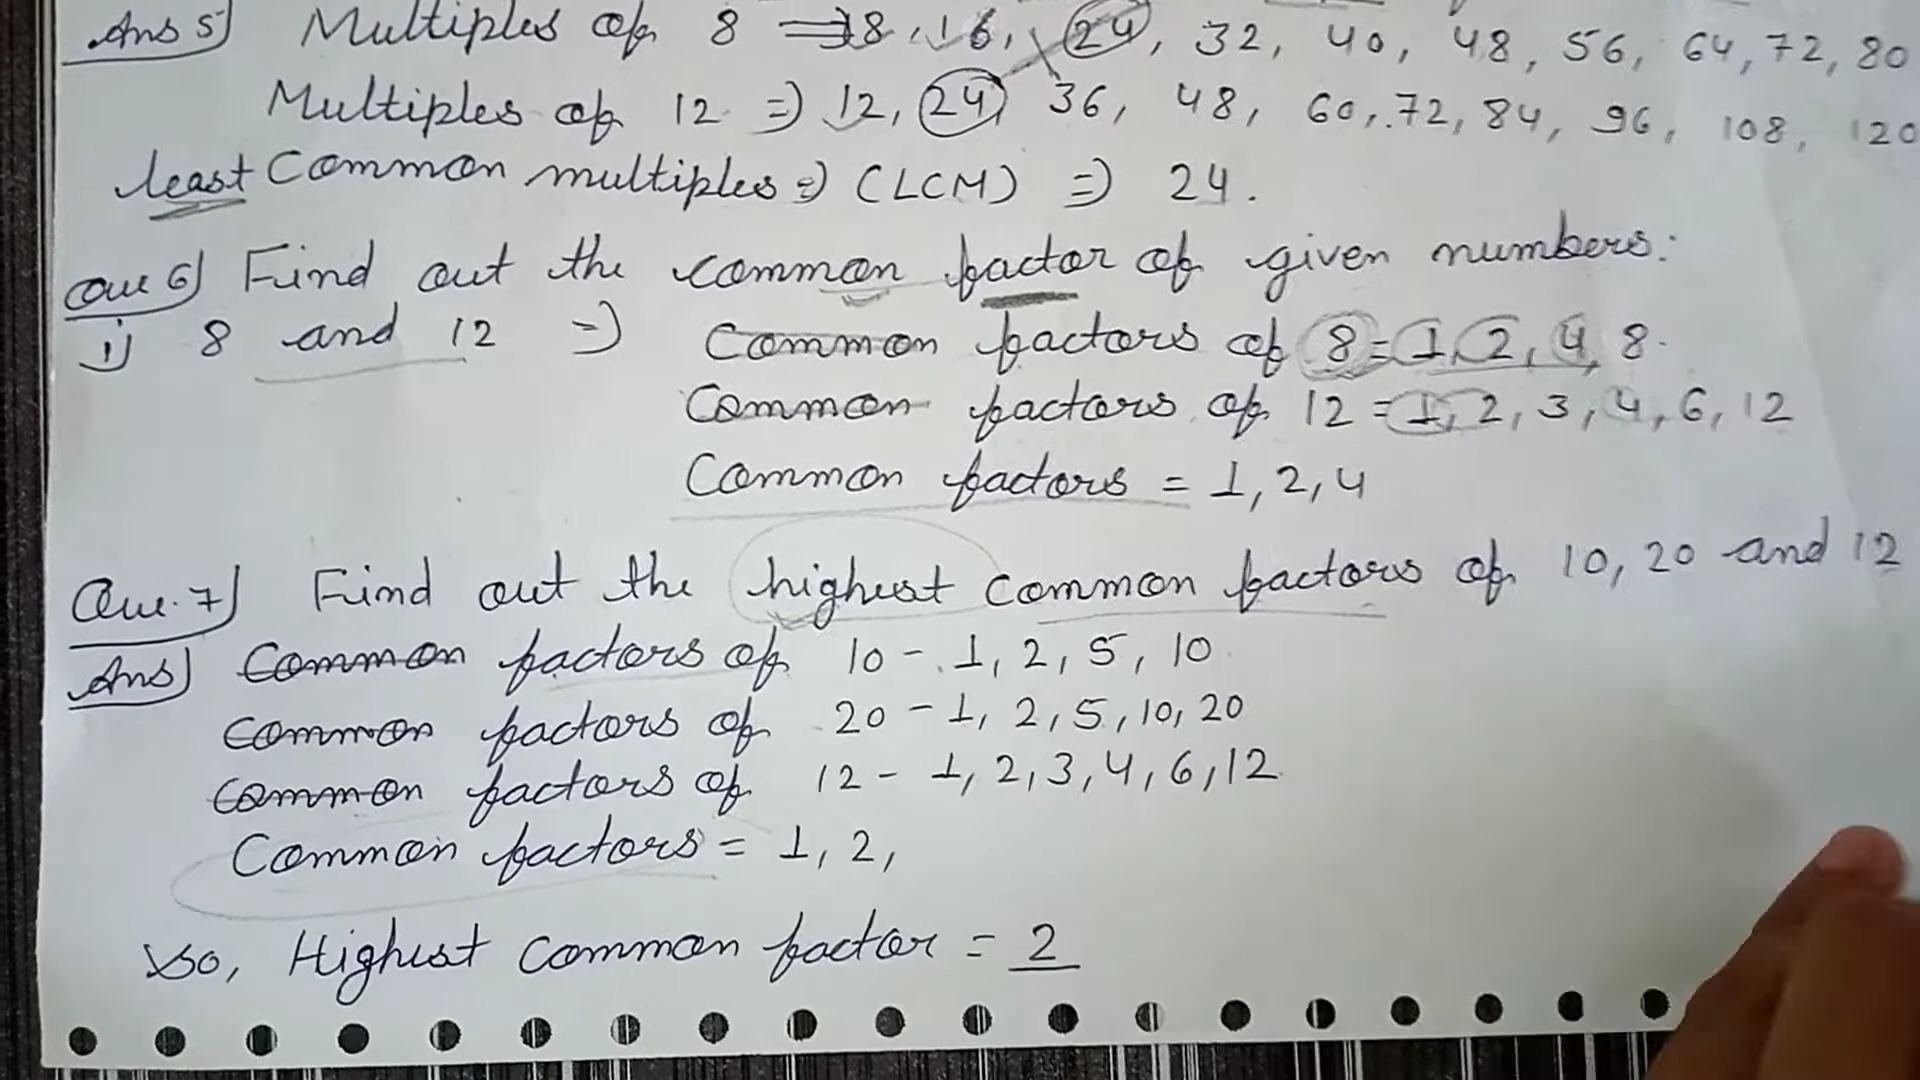 Ans 5) Multiples of 8 => 8, 16, 24, 32, 40, 48, 56, 64, 72, 80
Multiples of 12 => 12, 24, 36, 48, 60, 72, 84, 96, 108, 120
least Common multiples => (LCM) => 24.
Que 6) Find out the common factor of given numbers:
i) 8 and 12 => Common factors of 8 = 1, 2, 4, 8.
Common factors of 12 = 1, 2, 3, 4, 6, 12
Common factors = 1, 2, 4
Que. 7) Find out the highest common factors of 10, 20 and 12
Ans) Common factors of 10 - 1, 2, 5, 10
Common factors of 20 - 1, 2, 5, 10, 20
Common factors of 12 - 1, 2, 3, 4, 6, 12
Common factors = 1, 2,
so, Highest common factor = 2